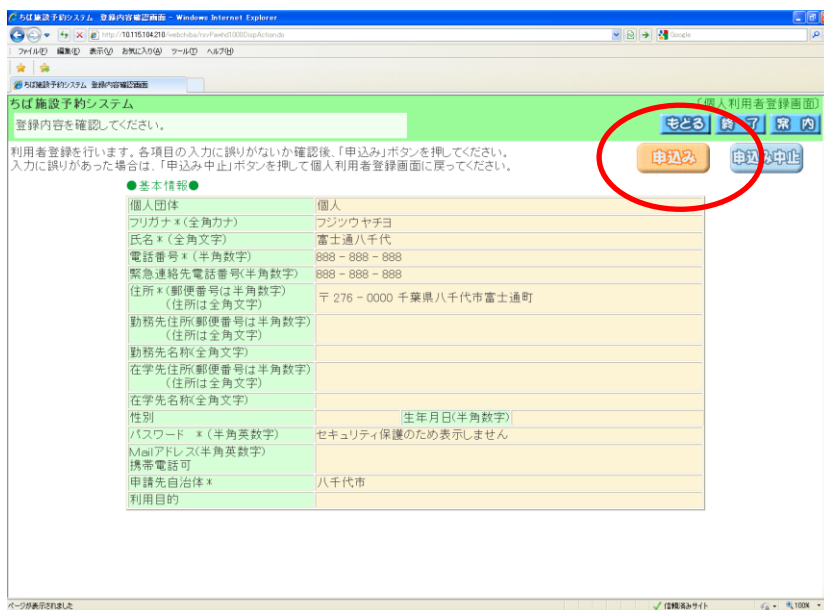 ちば施設予約システム 登録内容確認画面 - Windows Internet Explorer
http://10.115.104.210/webchiba/rsvPawhd1000DispAction.do
Google
ファイル(F) 編集(E) 表示(V) お気に入り(A) ツール(T) ヘルプ(H)
ちば施設予約システム 登録内容確認画面
ちば施設予約システム
(個人利用者登録画面)
登録内容を確認してください。
もどる 終了 案内
利用者登録を行います。各項目の入力に誤りがないか確認後、「申込み」ボタンを押してください。
入力に誤りがあった場合は、「申込み中止」ボタンを押して個人利用者登録画面に戻ってください。
申込み 申込み中止
●基本情報●
個人団体 個人
フリガナ*(全角カナ) フジツウヤチヨ
氏名*(全角文字) 富士通八千代
電話番号*(半角数字) 888 - 888 - 888
緊急連絡先電話番号(半角数字) 888 - 888 - 888
住所*(郵便番号は半角数字)
(住所は全角文字)
〒276 - 0000 千葉県八千代市富士通町
勤務先住所(郵便番号は半角数字)
(住所は全角文字)
勤務先名称(全角文字)
在学先住所(郵便番号は半角数字)
(住所は全角文字)
在学先名称(全角文字)
性別 生年月日(半角数字)
パスワード *(半角英数字) セキュリティ保護のため表示しません
Mailアドレス(半角英数字)
携帯電話可
申請先自治体* 八千代市
利用目的
ページが表示されました
信頼済みサイト
100%